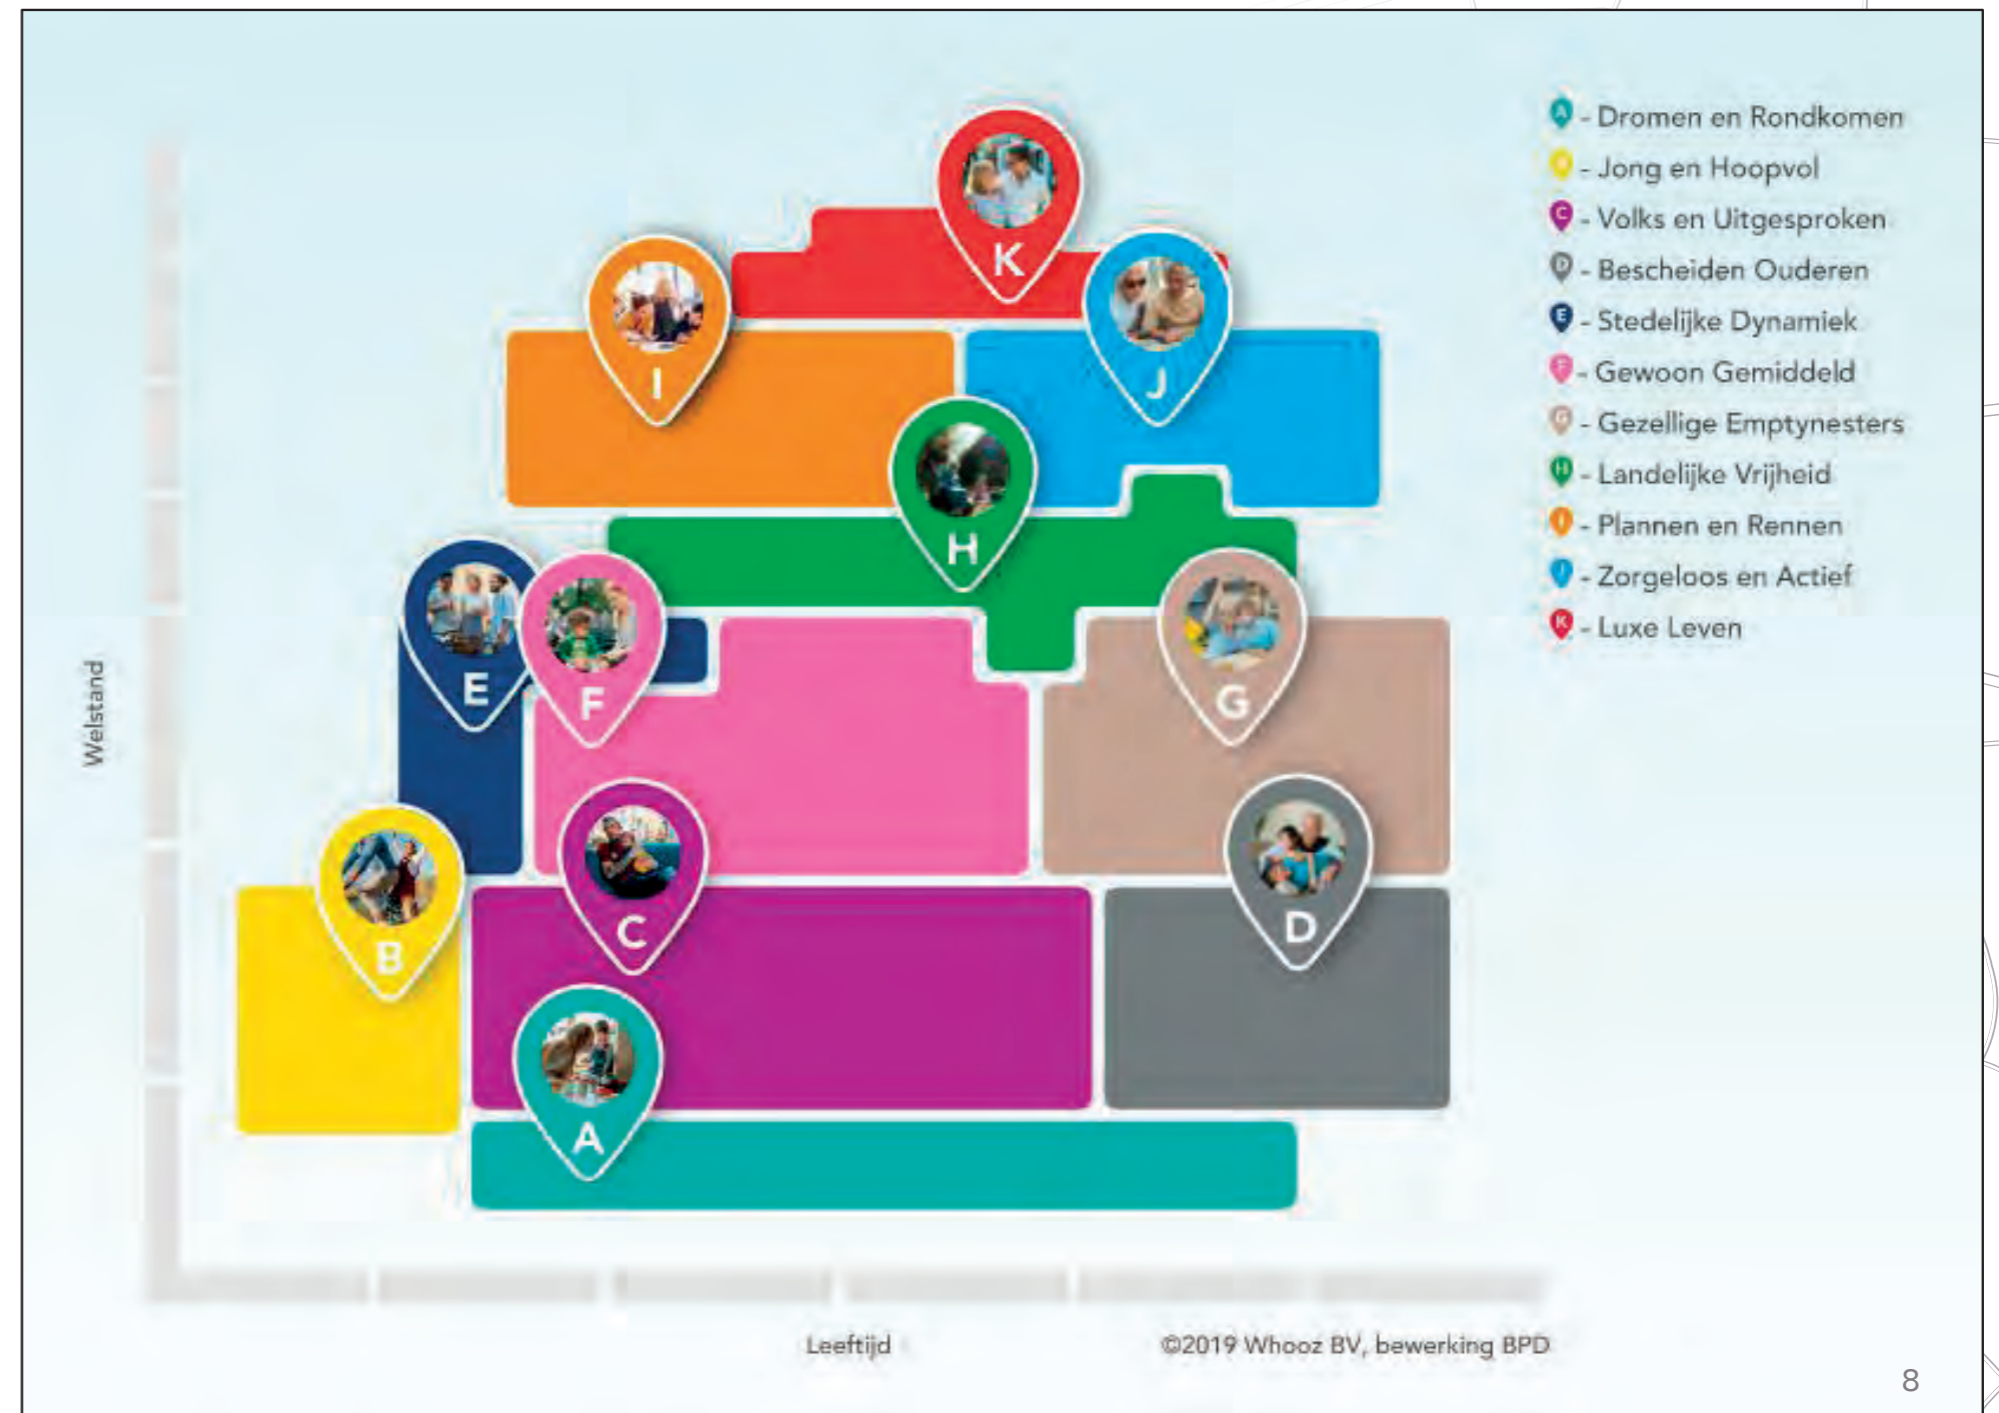 K
I
J
H
E
F
G
B
C
D
A
Welstand
Leeftijd
A - Dromen en Rondkomen
- Jong en Hoopvol
C - Volks en Uitgesproken
D - Bescheiden Ouderen
E - Stedelijke Dynamiek
F - Gewoon Gemiddeld
G - Gezellige Emptynesters
H - Landelijke Vrijheid
I - Plannen en Rennen
J - Zorgeloos en Actief
K - Luxe Leven
©2019 Whooz BV, bewerking BPD
8